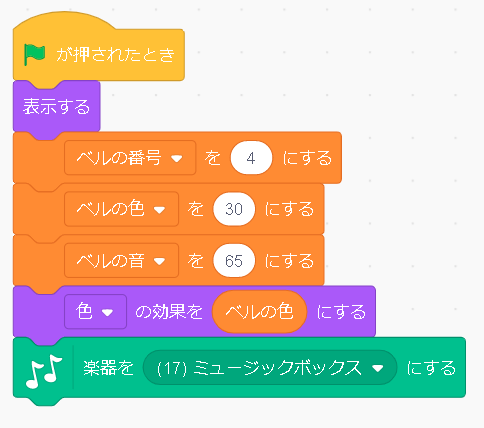 が押されたとき
表示する
ベルの番号 を 4 にする
ベルの色 を 30 にする
ベルの音 を 65 にする
色 の効果を ベルの色 にする
楽器を (17) ミュージックボックス にする